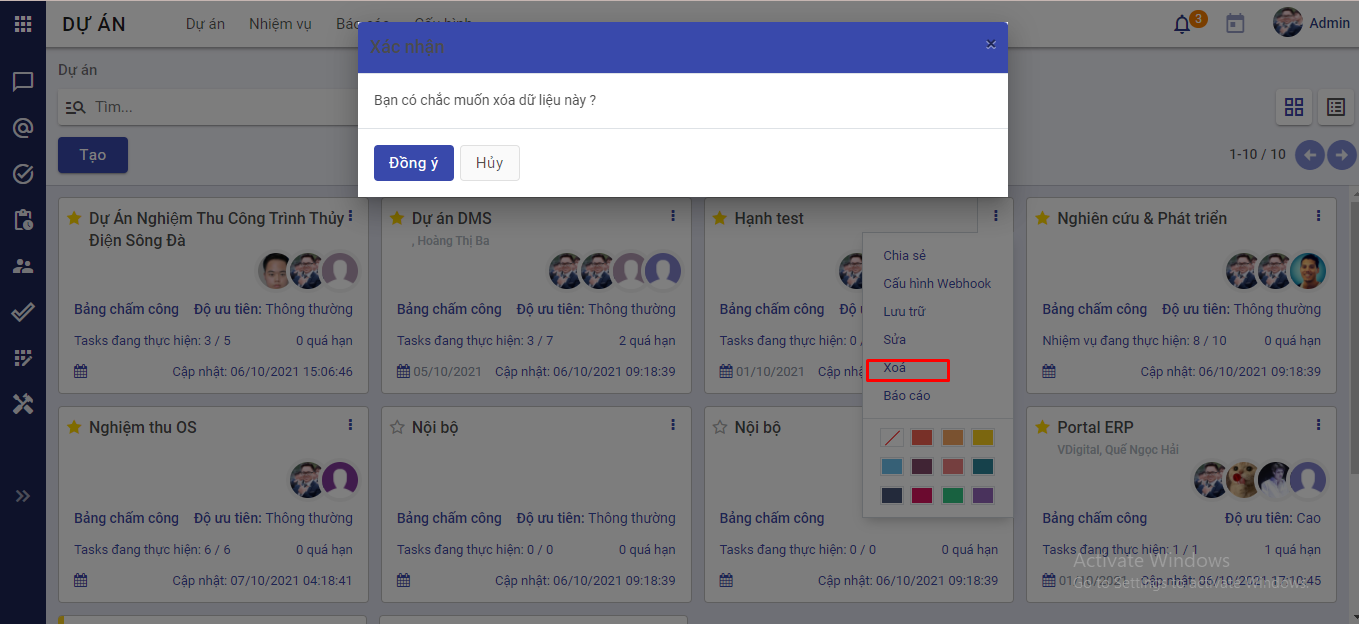 DỰ ÁN
Dự án
Nhiệm vụ
Báo cáo
Cấu hình
3
Admin
Xác nhận
×
Bạn có chắc muốn xóa dữ liệu này ?
Đồng ý
Hủy
Dự án
Tìm...
Tạo
1-10 / 10
Dự Án Nghiệm Thu Công Trình Thủy
Điện Sông Đà
Bảng chấm công Độ ưu tiên: Thông thường
Tasks đang thực hiện: 3 / 5 0 quá hạn
Cập nhật: 06/10/2021 15:06:46
Dự án DMS
, Hoàng Thị Ba
Bảng chấm công Độ ưu tiên: Thông thường
Tasks đang thực hiện: 3 / 7 2 quá hạn
05/10/2021 Cập nhật: 06/10/2021 09:18:39
Hạnh test
Bảng chấm công
Tasks đang thực hiện: 0 /
01/10/2021
Chia sẻ
Cấu hình Webhook
Lưu trữ
Sửa
Xoá
Báo cáo
Nghiên cứu & Phát triển
Bảng chấm công Độ ưu tiên: Thông thường
Nhiệm vụ đang thực hiện: 8 / 10 0 quá hạn
Cập nhật: 06/10/2021 09:18:39
Nghiệm thu OS
Bảng chấm công Độ ưu tiên: Thông thường
Tasks đang thực hiện: 6 / 6 0 quá hạn
Cập nhật: 07/10/2021 04:18:41
Nội bộ
Bảng chấm công Độ ưu tiên: Thông thường
Tasks đang thực hiện: 0 / 0 0 quá hạn
Cập nhật: 06/10/2021 09:18:39
Nội bộ
Bảng chấm công
Tasks đang thực hiện: 0 / 0 0 quá hạn
Cập nhật: 06/10/2021 09:18:39
Portal ERP
VDigital, Quế Ngọc Hải
Bảng chấm công Độ ưu tiên: Cao
Tasks đang thực hiện: 1 / 1 1 quá hạn
Cập nhật: 06/10/2021 17:10:45
Activate Windows
Go to Settings to activate Windows.